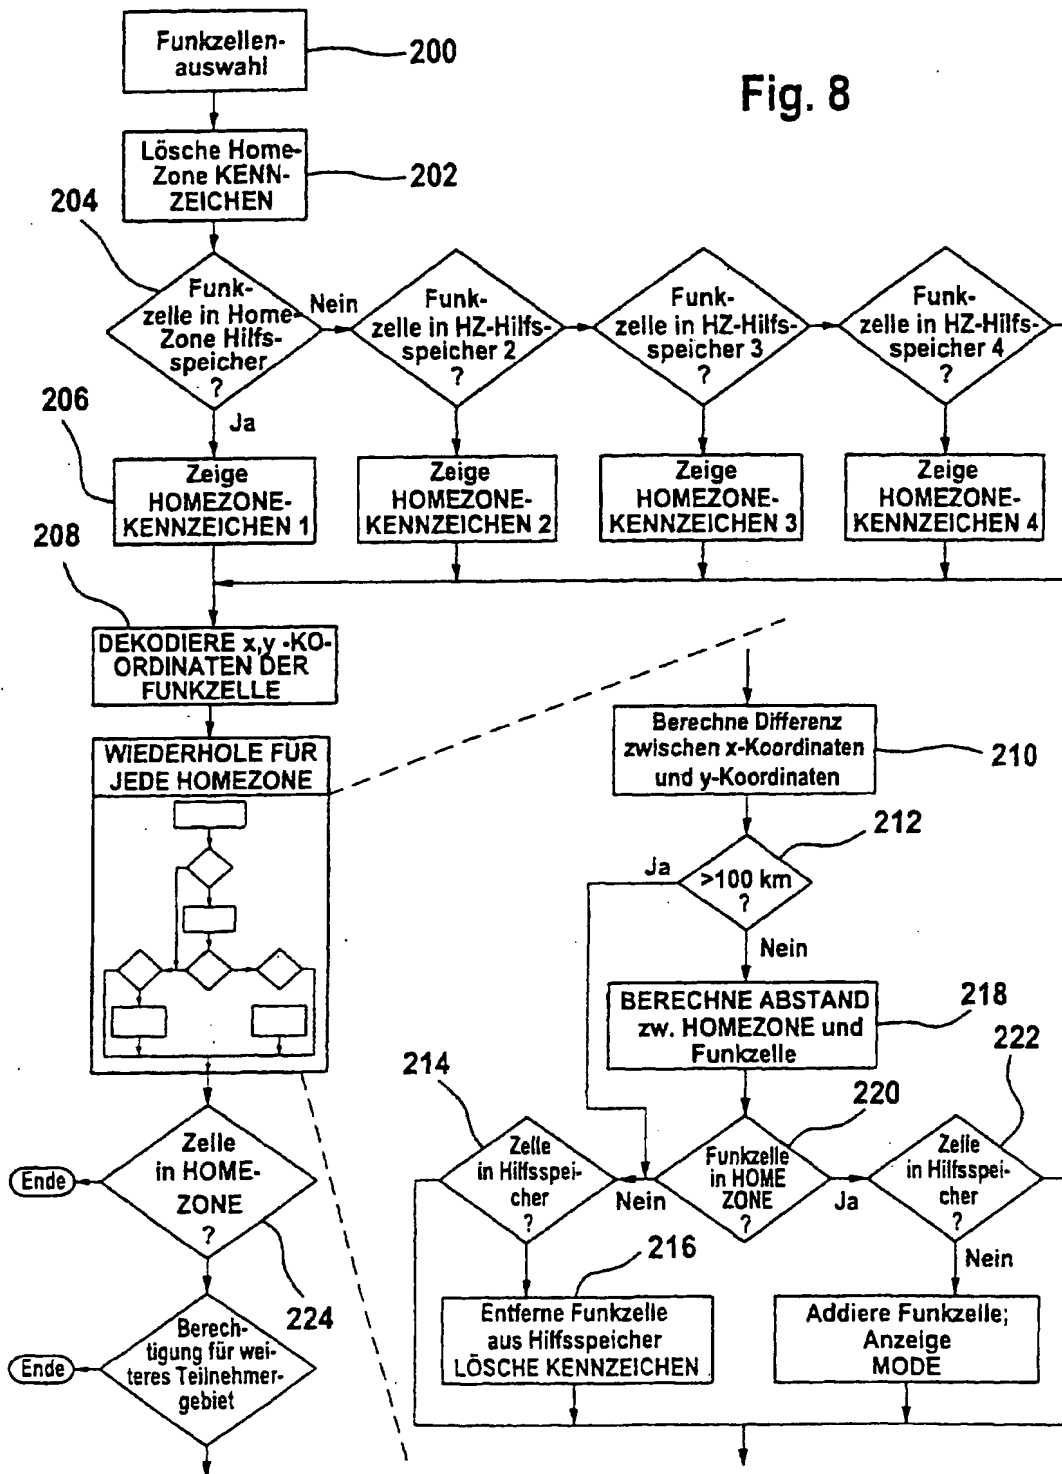 Funkzellen-
auswahl
200
Fig. 8
Lösche Home-
Zone KENN-
ZEICHEN
202
204
Funk-
zelle in Home-
Zone Hilfs-
speicher
?
Nein
Funk-
zelle in HZ-Hilfs-
speicher 2
?
Funk-
zelle in HZ-Hilfs-
speicher 3
?
Funk-
zelle in HZ-Hilfs-
speicher 4
?
206
Ja
Zeige
HOMEZONE-
KENNZEICHEN 1
Zeige
HOMEZONE-
KENNZEICHEN 2
Zeige
HOMEZONE-
KENNZEICHEN 3
Zeige
HOMEZONE-
KENNZEICHEN 4
208
DEKODIERE x,y -KO-
ORDINATEN DER
FUNKZELLE
WIEDERHOLE FÜR
JEDE HOMEZONE
Berechne Differenz
zwischen x-Koordinaten
und y-Koordinaten
210
212
Ja
>100 km
?
Nein
BERECHNE ABSTAND
zw. HOMEZONE und
Funkzelle
218
214
220
222
Zelle
in Hilfsspei-
cher
?
Nein
Funkzelle
in HOME
ZONE
?
Ja
Zelle
in Hilfsspei-
cher
?
Nein
216
Entferne Funkzelle
aus Hilfsspeicher
LÖSCHE KENNZEICHEN
Addiere Funkzelle;
Anzeige
MODE
Zelle
in HOME-
ZONE
?
Ende
224
Berech-
tigung für wei-
teres Teilnehmer-
gebiet
Ende